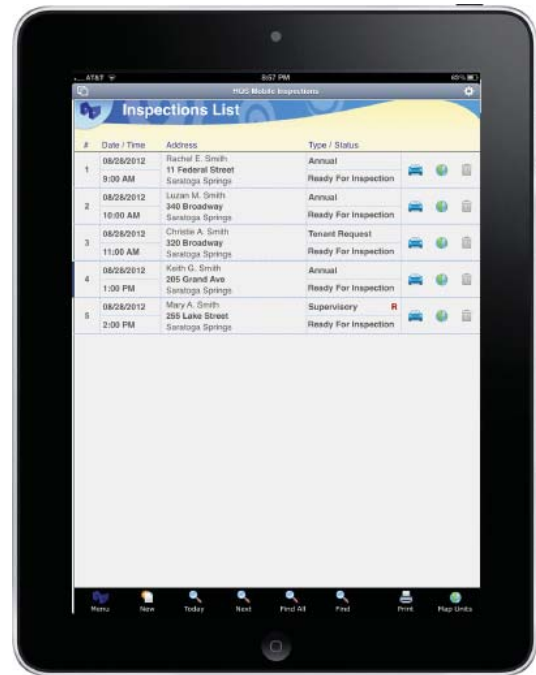 AT&T 8:57 PM
HQS Mobile Inspections
Inspections List
# Date / Time Address Type / Status
1 08/28/2012 Rachel E. Smith Annual
9:00 AM 11 Federal Street Ready For Inspection
Saratoga Springs
2 08/28/2012 Luzan M. Smith Annual
10:00 AM 340 Broadway Ready For Inspection
Saratoga Springs
3 08/28/2012 Christie A. Smith Tenant Request
11:00 AM 320 Broadway Ready For Inspection
Saratoga Springs
4 08/28/2012 Keith G. Smith Annual
1:00 PM 205 Grand Ave Ready For Inspection
Saratoga Springs
5 08/28/2012 Mary A. Smith Supervisory R
2:00 PM 255 Lake Street Ready For Inspection
Saratoga Springs
Menu New Today Next Find All Find Print Map Units